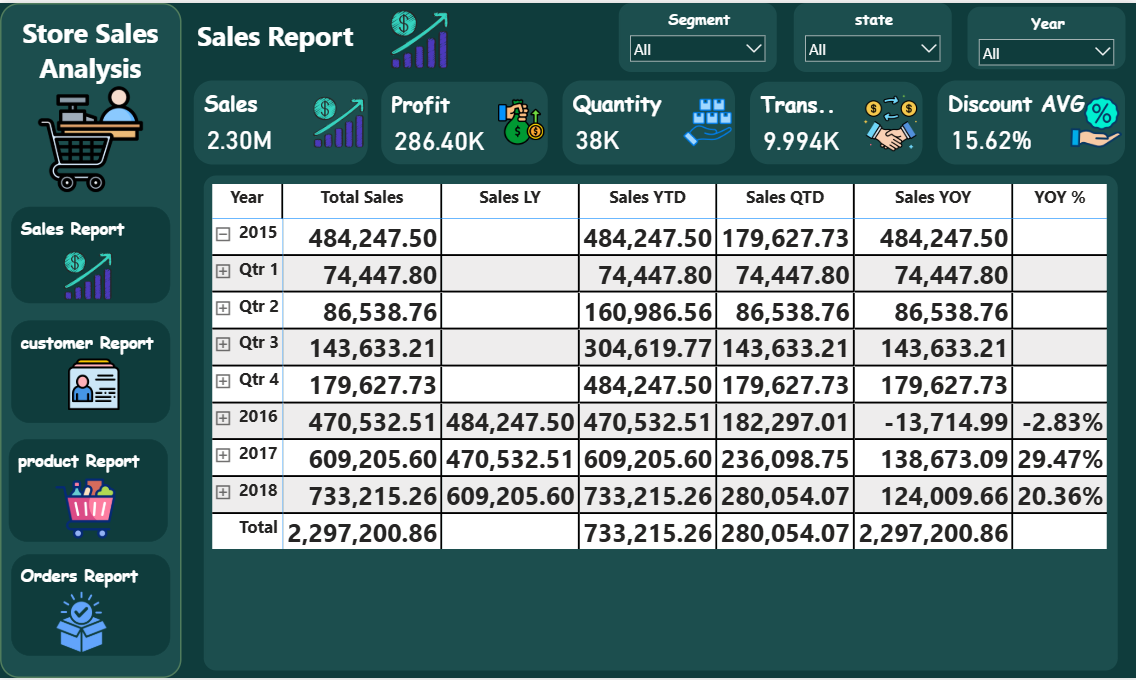 Store Sales
Analysis
Sales Report
customer Report
product Report
Orders Report
Sales Report
Segment
All
state
All
Year
All
Sales
2.30M
Profit
286.40K
Quantity
38K
Trans..
9.994K
Discount AVG
15.62%
Year Total Sales Sales LY Sales YTD Sales QTD Sales YOY YOY %
2015 484,247.50 484,247.50 179,627.73 484,247.50
Qtr 1 74,447.80 74,447.80 74,447.80 74,447.80
Qtr 2 86,538.76 160,986.56 86,538.76 86,538.76
Qtr 3 143,633.21 304,619.77 143,633.21 143,633.21
Qtr 4 179,627.73 484,247.50 179,627.73 179,627.73
2016 470,532.51 484,247.50 470,532.51 182,297.01 -13,714.99 -2.83%
2017 609,205.60 470,532.51 609,205.60 236,098.75 138,673.09 29.47%
2018 733,215.26 609,205.60 733,215.26 280,054.07 124,009.66 20.36%
Total 2,297,200.86 733,215.26 280,054.07 2,297,200.86